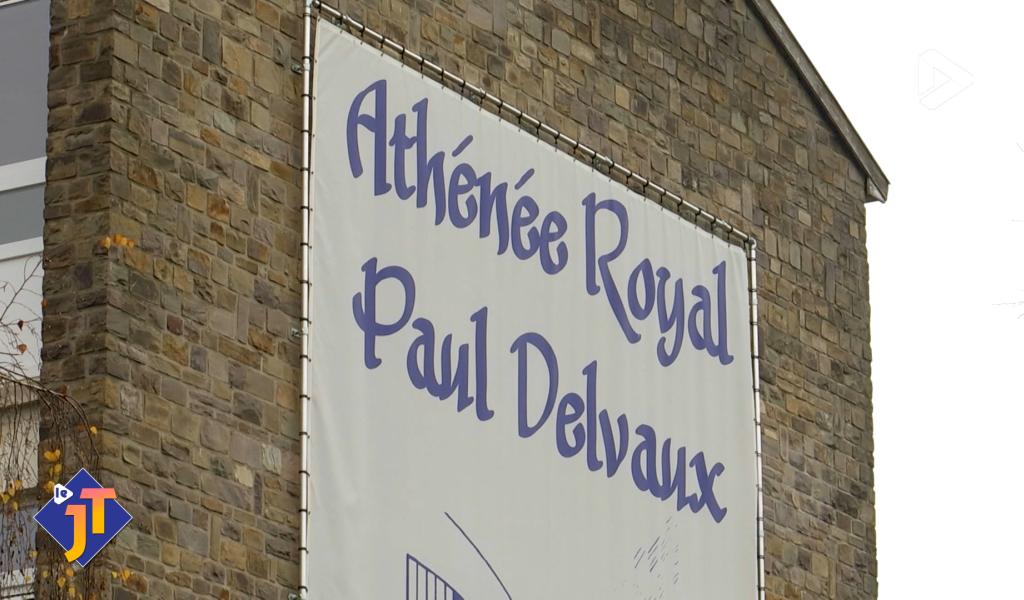 Athénée Royal
Paul Delvaux
le
JT